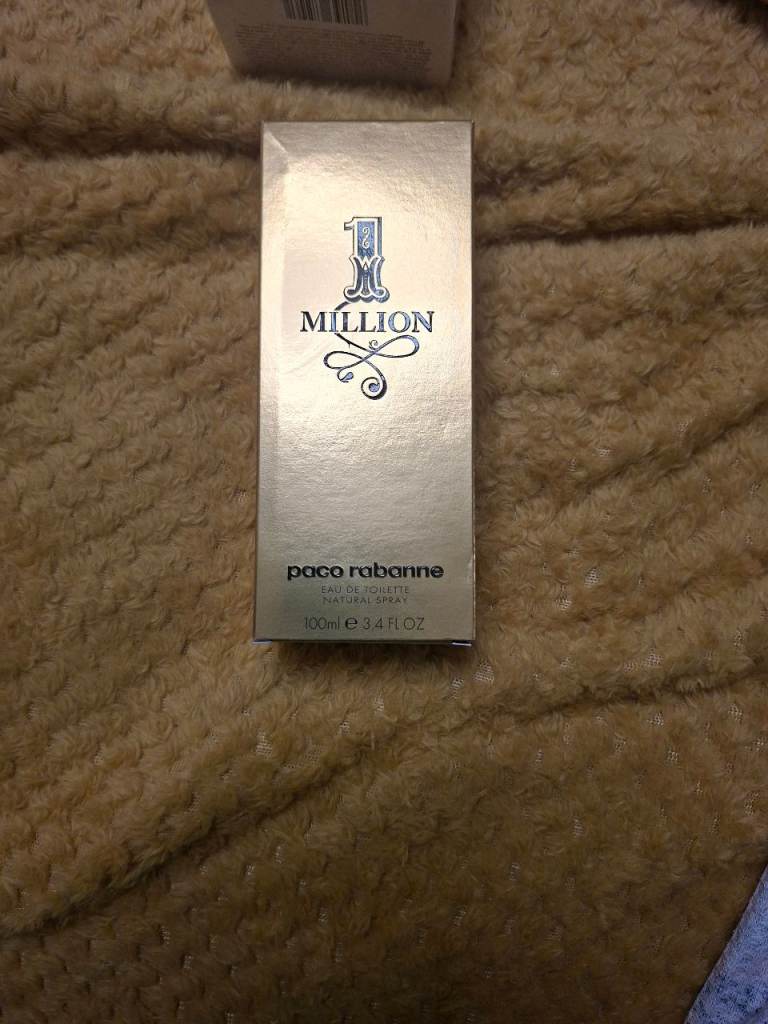 1
MILLION
paco rabanne
EAU DE TOILETTE
NATURAL SPRAY
100ml e 3.4 FL OZ